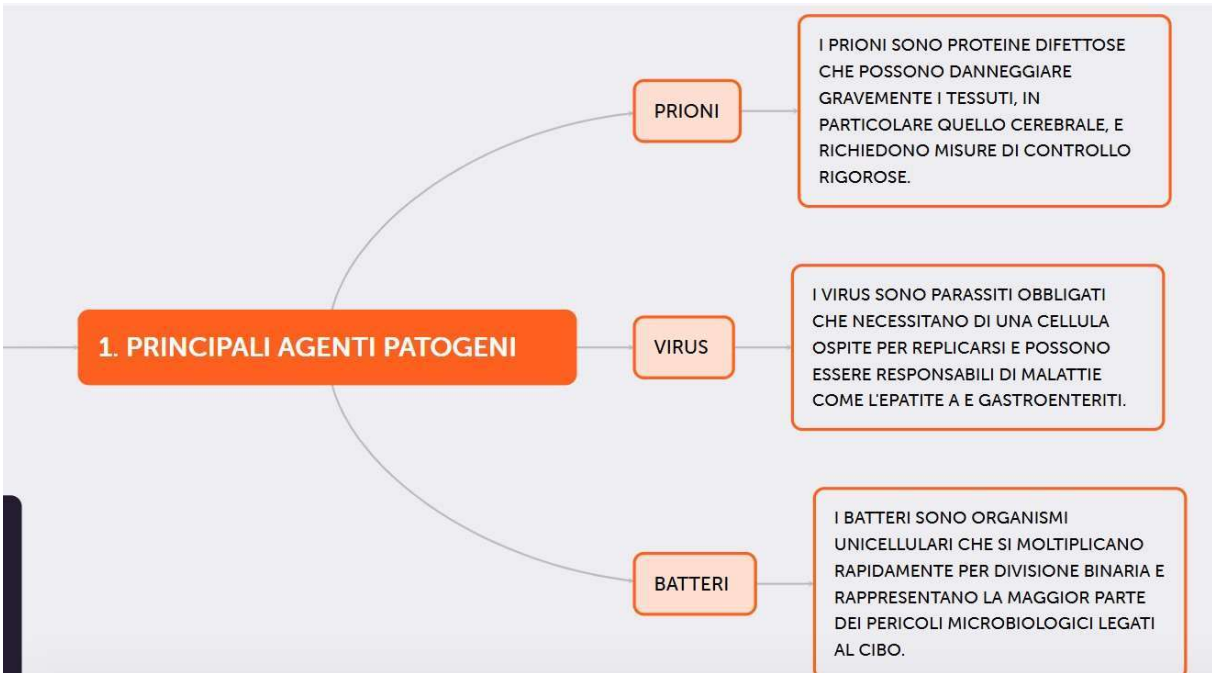 PRIONI
I PRIONI SONO PROTEINE DIFETTOSE
CHE POSSONO DANNEGGIARE
GRAVEMENTE I TESSUTI, IN
PARTICOLARE QUELLO CEREBRALE, E
RICHIEDONO MISURE DI CONTROLLO
RIGOROSE.
1. PRINCIPALI AGENTI PATOGENI
VIRUS
I VIRUS SONO PARASSITI OBBLIGATI
CHE NECESSITANO DI UNA CELLULA
OSPITE PER REPLICARSI E POSSONO
ESSERE RESPONSABILI DI MALATTIE
COME L'EPATITE A E GASTROENTERITI.
BATTERI
I BATTERI SONO ORGANISMI
UNICELLULARI CHE SI MOLTIPLICANO
RAPIDAMENTE PER DIVISIONE BINARIA E
RAPPRESENTANO LA MAGGIOR PARTE
DEI PERICOLI MICROBIOLOGICI LEGATI
AL CIBO.